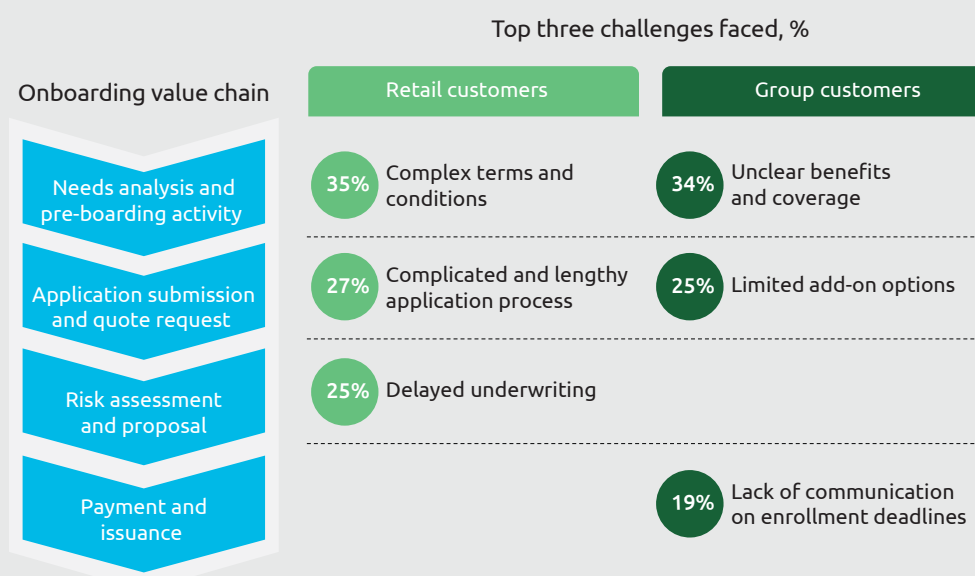 Top three challenges faced, %
Onboarding value chain
Retail customers
Group customers
Needs analysis and
pre-boarding activity
35%
Complex terms and
conditions
34%
Unclear benefits
and coverage
Application submission
and quote request
27%
Complicated and lengthy
application process
25%
Limited add-on options
Risk assessment
and proposal
25%
Delayed underwriting
Payment and
issuance
19%
Lack of communication
on enrollment deadlines